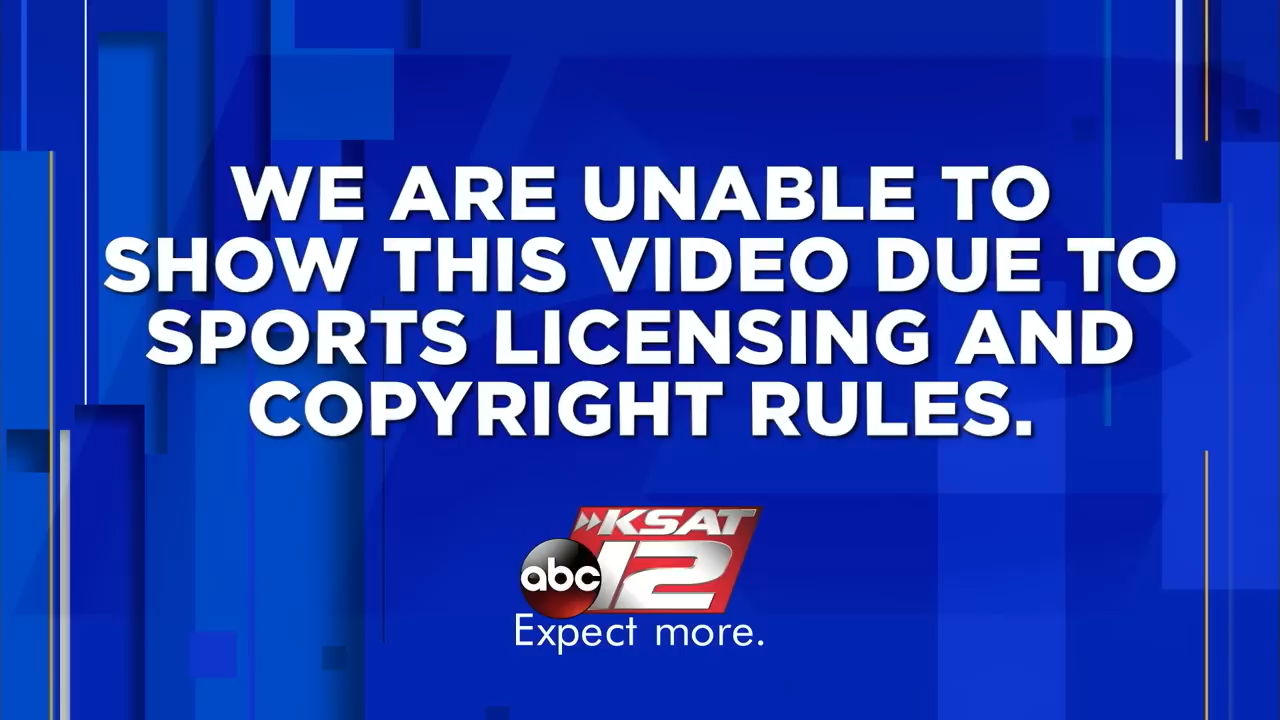 WE ARE UNABLE TO
SHOW THIS VIDEO DUE TO
SPORTS LICENSING AND
COPYRIGHT RULES.
KSAT
abc 12
Expect more.